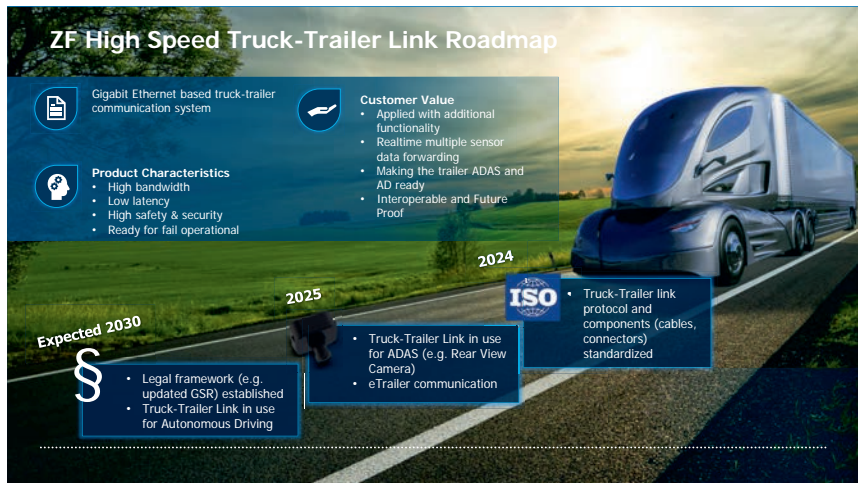 ZF High Speed Truck-Trailer Link Roadmap
Gigabit Ethernet based truck-trailer
communication system
Product Characteristics
• High bandwidth
• Low latency
• High safety & security
• Ready for fail operational
Customer Value
• Applied with additional
functionality
• Realtime multiple sensor
data forwarding
• Making the trailer ADAS and
AD ready
• Interoperable and Future
Proof
2024
ISO
• Truck-Trailer link
protocol and
components (cables,
connectors)
standardized
2025
• Truck-Trailer Link in use
for ADAS (e.g. Rear View
Camera)
• eTrailer communication
Expected 2030
§
• Legal framework (e.g.
updated GSR) established
• Truck-Trailer Link in use
for Autonomous Driving